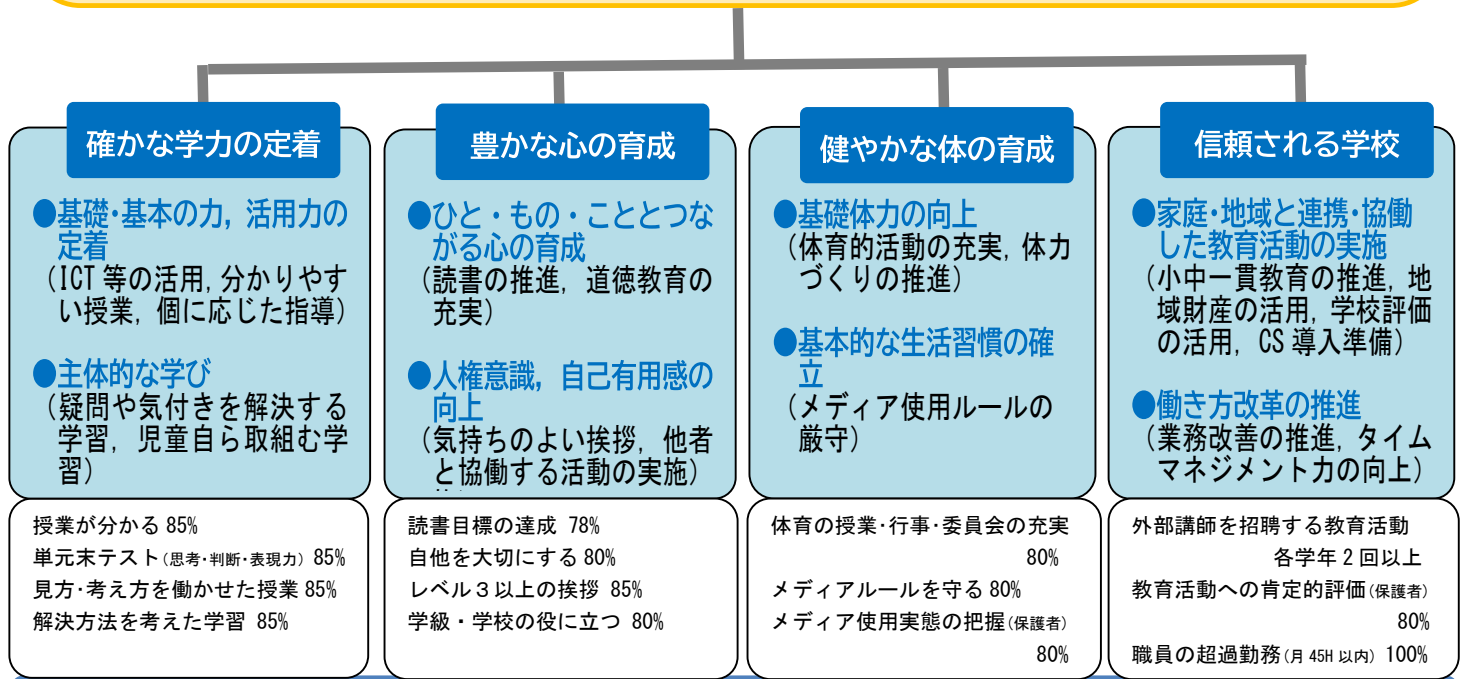 確かな学力の定着
●基礎・基本の力，活用力の
定着
（ICT 等の活用，分かりやす
い授業，個に応じた指導）
●主体的な学び
（疑問や気付きを解決する
学習，児童自ら取組む学
習）
授業が分かる 85%
単元末テスト（思考・判断・表現力） 85%
見方・考え方を働かせた授業 85%
解決方法を考えた学習 85%
豊かな心の育成
●ひと・もの・こととつな
がる心の育成
（読書の推進，道徳教育の
充実）
●人権意識，自己有用感の
向上
（気持ちのよい挨拶，他者
と協働する活動の実施）
読書目標の達成 78%
自他を大切にする 80%
レベル３以上の挨拶 85%
学級・学校の役に立つ 80%
健やかな体の育成
●基礎体力の向上
（体育的活動の充実，体力
づくりの推進）
●基本的な生活習慣の確
立
（メディア使用ルールの
厳守）
体育の授業・行事・委員会の充実
80%
メディアルールを守る 80%
メディア使用実態の把握（保護者）
80%
信頼される学校
●家庭・地域と連携・協働
した教育活動の実施
（小中一貫教育の推進，地
域財産の活用，学校評価
の活用，CS 導入準備）
●働き方改革の推進
（業務改善の推進，タイム
マネジメント力の向上）
外部講師を招聘する教育活動
各学年 2 回以上
教育活動への肯定的評価（保護者）
80%
職員の超過勤務（月 45H 以内） 100%